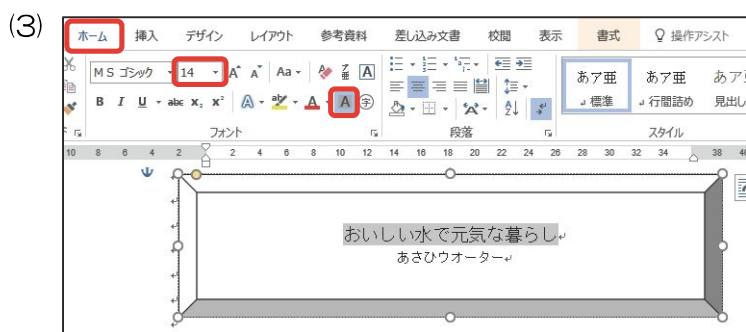 (3)
ホーム 挿入 デザイン レイアウト 参考資料 差し込み文書 校閲 表示 書式 操作アシスト
MS ゴシック 14 A A Aa A
B I U abc X₂ X² A A A 字
あア亜 あア亜 あア亜
標準 行間詰め 見出し
フォント 段落 スタイル
10 8 6 4 2 2 4 6 8 10 12 14 16 18 20 22 24 26 28 30 32 34 38 40
おいしい水で元気な暮らし
あさひウオーター